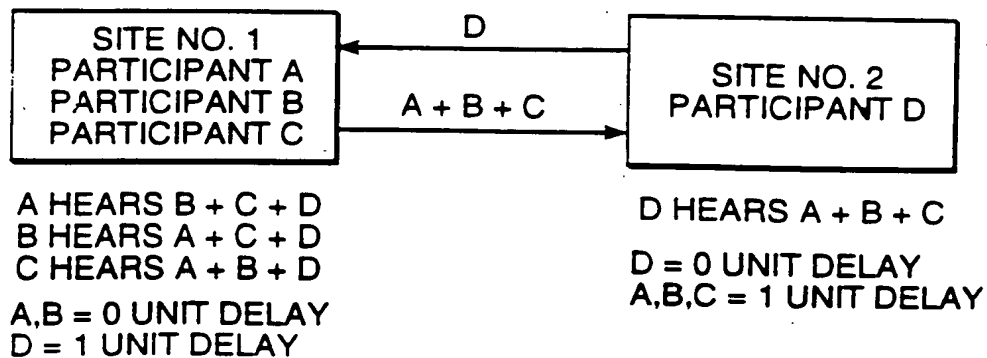 SITE NO. 1
PARTICIPANT A
PARTICIPANT B
PARTICIPANT C
D
A + B + C
SITE NO. 2
PARTICIPANT D
A HEARS B + C + D
B HEARS A + C + D
C HEARS A + B + D
A,B = 0 UNIT DELAY
D = 1 UNIT DELAY
D HEARS A + B + C
D = 0 UNIT DELAY
A,B,C = 1 UNIT DELAY